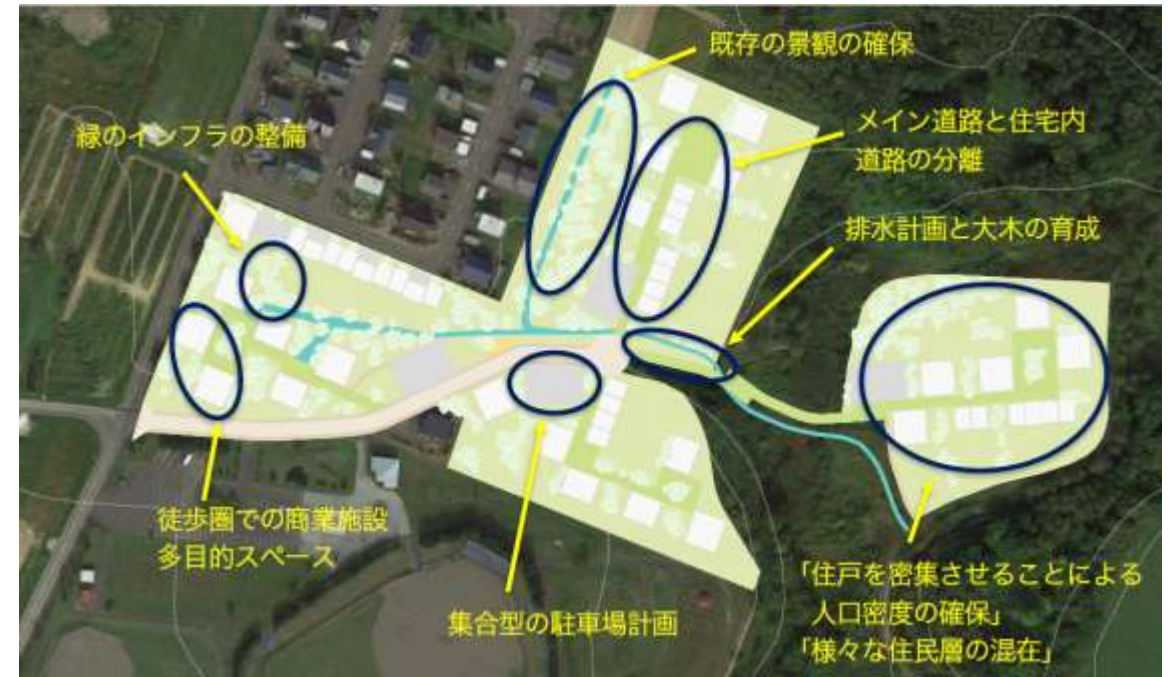 既存の景観の確保
メイン道路と住宅内
道路の分離
緑のインフラの整備
排水計画と大木の育成
徒歩圏での商業施設
多目的スペース
集合型の駐車場計画
「住戸を密集させることによる
人口密度の確保」
「様々な住民層の混在」